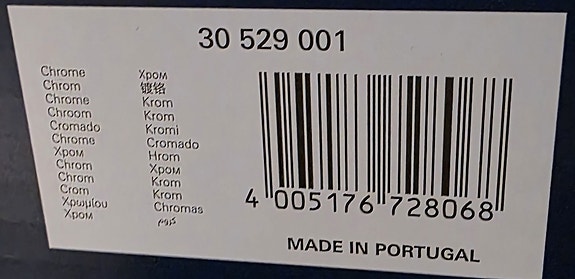 30 529 001
Chrome
Chrom
Chrome
Chroom
Cromado
Chrome
Хром
Chrom
Chrom
Crom
Χρωμίου
Хром
Хром
镀铬
Krom
Krom
Kromi
Cromado
Hrom
Хром
Krom
Krom
Chromas
كروم
4 005176 728068
MADE IN PORTUGAL